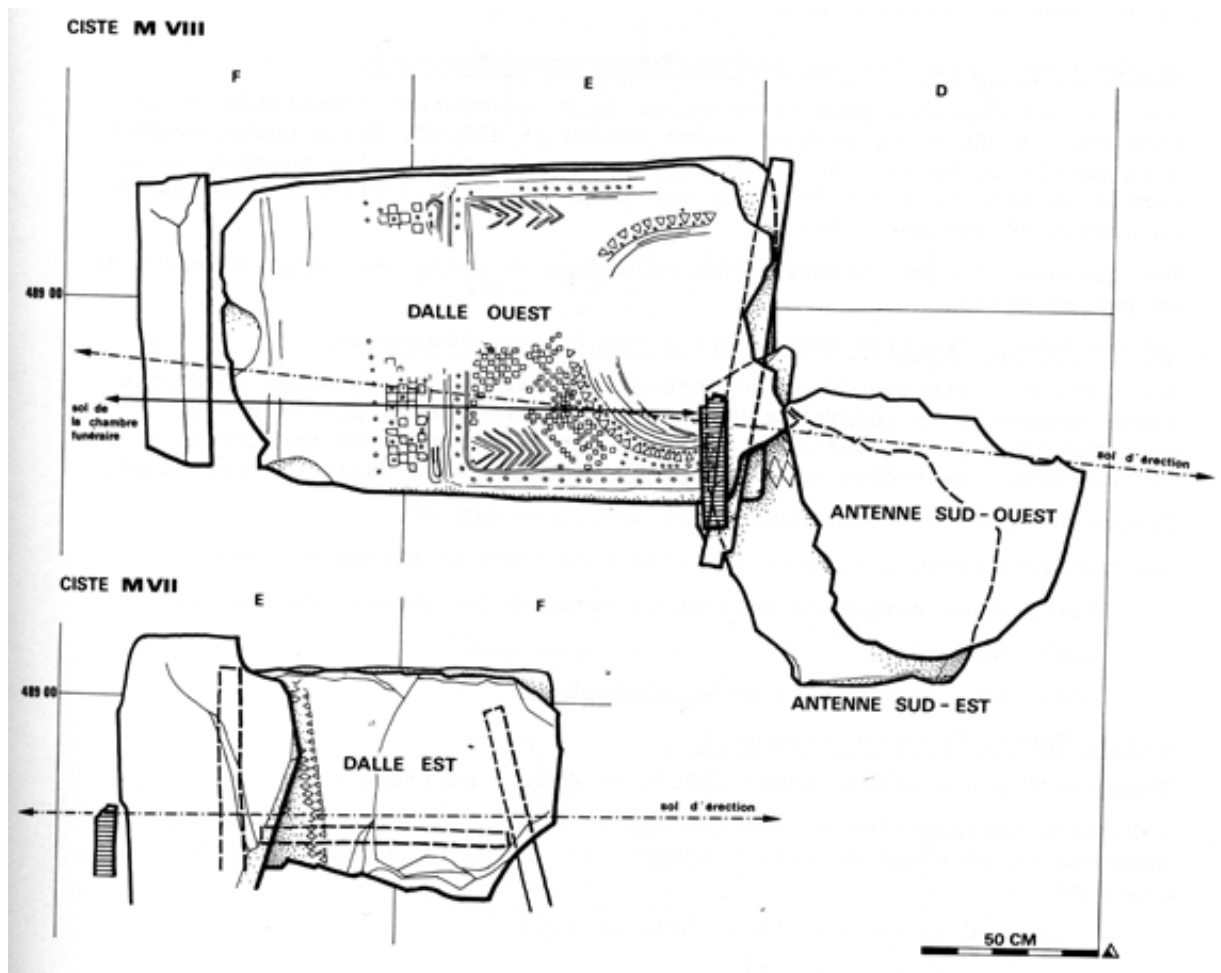 CISTE M VIII
F
E
D
489 00
DALLE OUEST
sol de
la chambre
funéraire
sol d'érection
ANTENNE SUD-OUEST
CISTE M VII
E
F
489 00
ANTENNE SUD-EST
DALLE EST
sol d'érection
50 CM